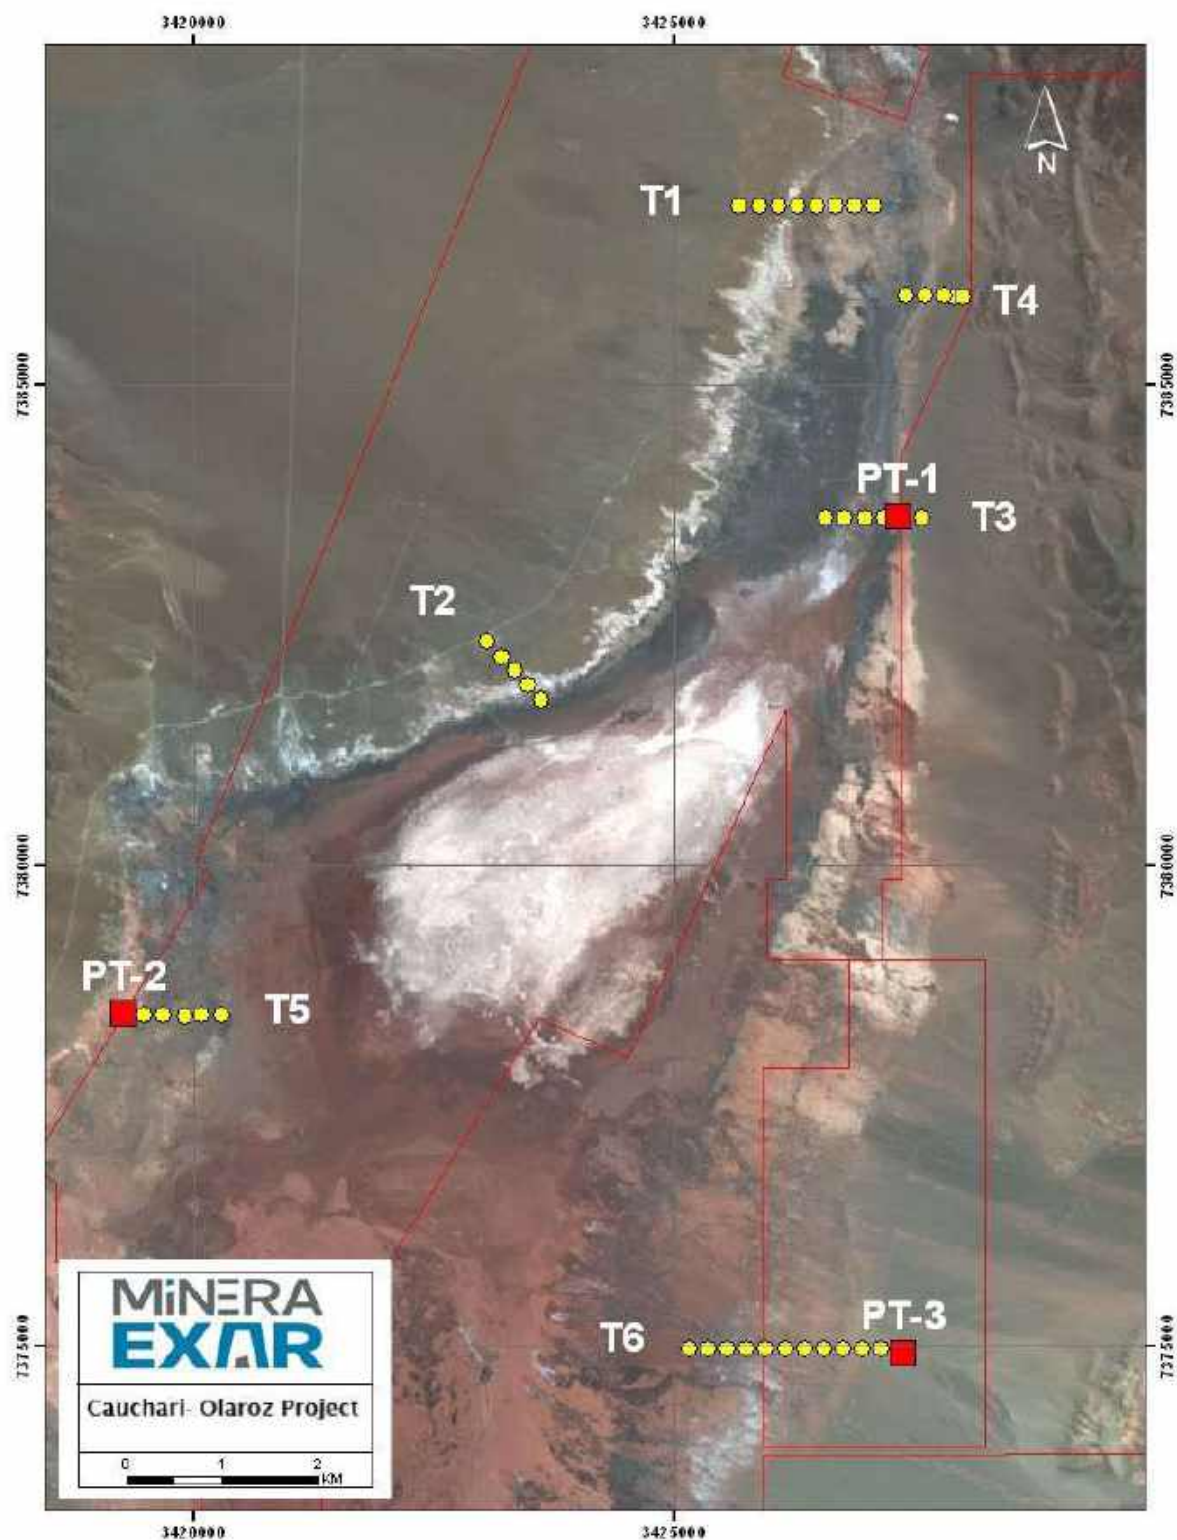 3420000 3425000
N
T1
T4
7385000 7385000
PT-1
T3
T2
7380000 7380000
PT-2
T5
MINERA
EXAR
T6
PT-3
7375000 7375000
Cauchari- Olaroz Project
0 1 2
KM
3420000 3425000